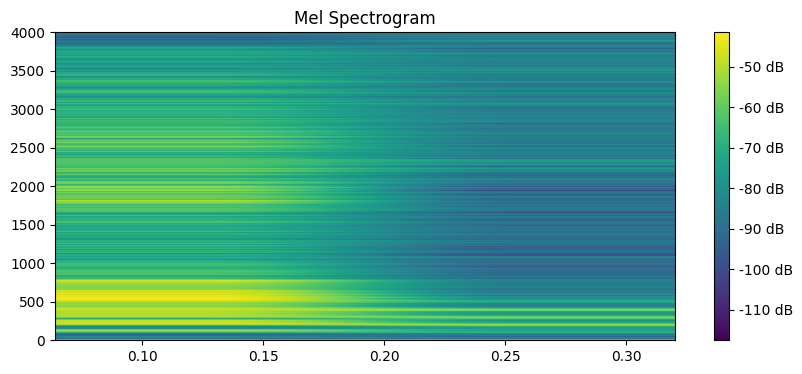 Mel Spectrogram
4000
3500
3000
2500
2000
1500
1000
500
0
0.10 0.15 0.20 0.25 0.30
-50 dB
-60 dB
-70 dB
-80 dB
-90 dB
-100 dB
-110 dB